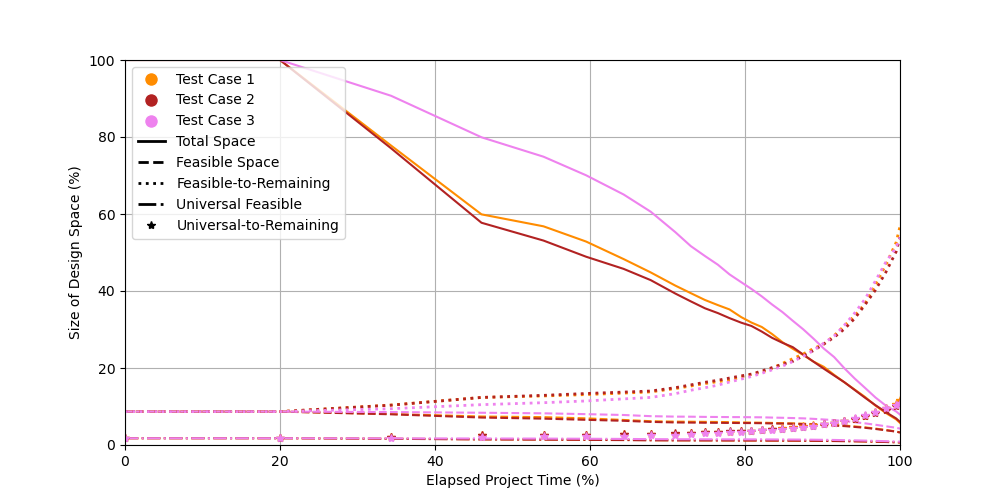 Size of Design Space (%)
100
80
60
40
20
0
Test Case 1
Test Case 2
Test Case 3
Total Space
Feasible Space
Feasible-to-Remaining
Universal Feasible
Universal-to-Remaining
0 20 40 60 80 100
Elapsed Project Time (%)